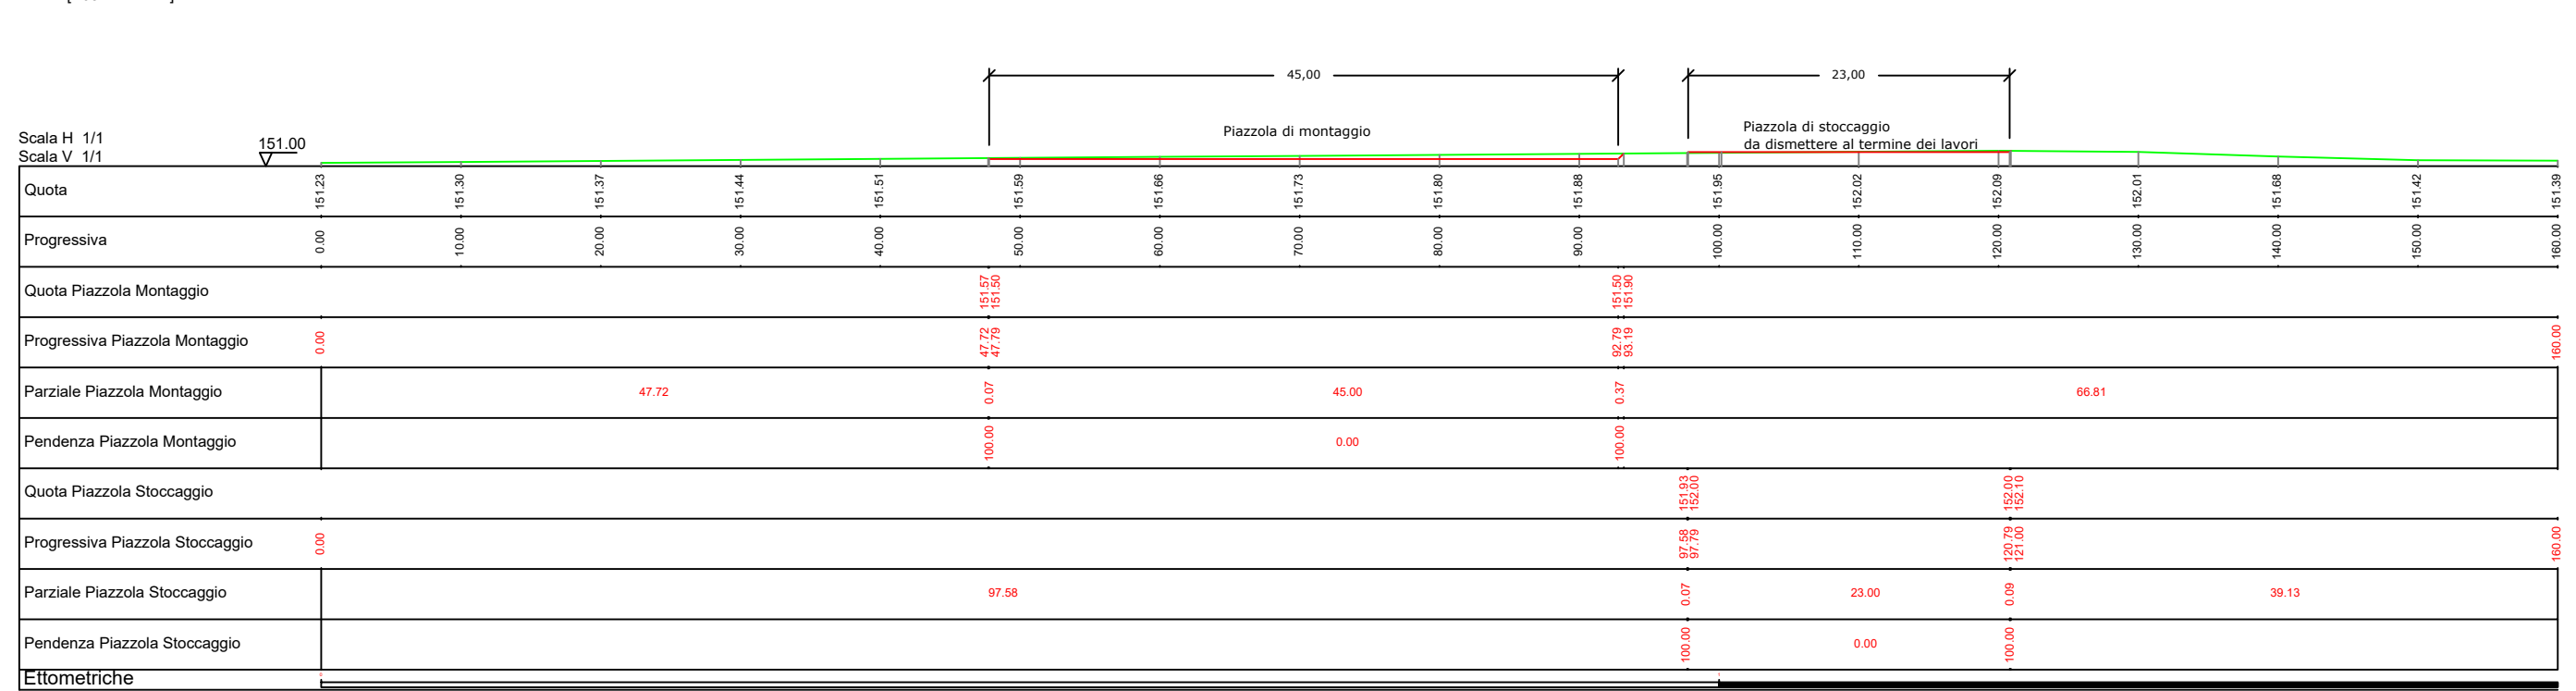 45,00
23,00
Piazzola di montaggio
Piazzola di stoccaggio
da dismettere al termine dei lavori
Scala H 1/1
Scala V 1/1
151.00
Quota
151.23 151.30 151.37 151.44 151.51 151.59 151.66 151.73 151.80 151.88 151.95 152.02 152.09 152.01 151.68 151.42 151.39
Progressiva
0.00 10.00 20.00 30.00 40.00 50.00 60.00 70.00 80.00 90.00 100.00 110.00 120.00 130.00 140.00 150.00 160.00
Quota Piazzola Montaggio
151.57 151.50 151.50 151.90
Progressiva Piazzola Montaggio
0.00 47.72 47.79 92.79 93.19 160.00
Parziale Piazzola Montaggio
47.72 0.07 45.00 0.37 66.81
Pendenza Piazzola Montaggio
100.00 0.00 100.00
Quota Piazzola Stoccaggio
151.93 152.00 152.00 152.10
Progressiva Piazzola Stoccaggio
0.00 97.58 97.79 120.79 121.00 160.00
Parziale Piazzola Stoccaggio
97.58 0.07 23.00 0.09 39.13
Pendenza Piazzola Stoccaggio
100.00 0.00 100.00
Ettometriche